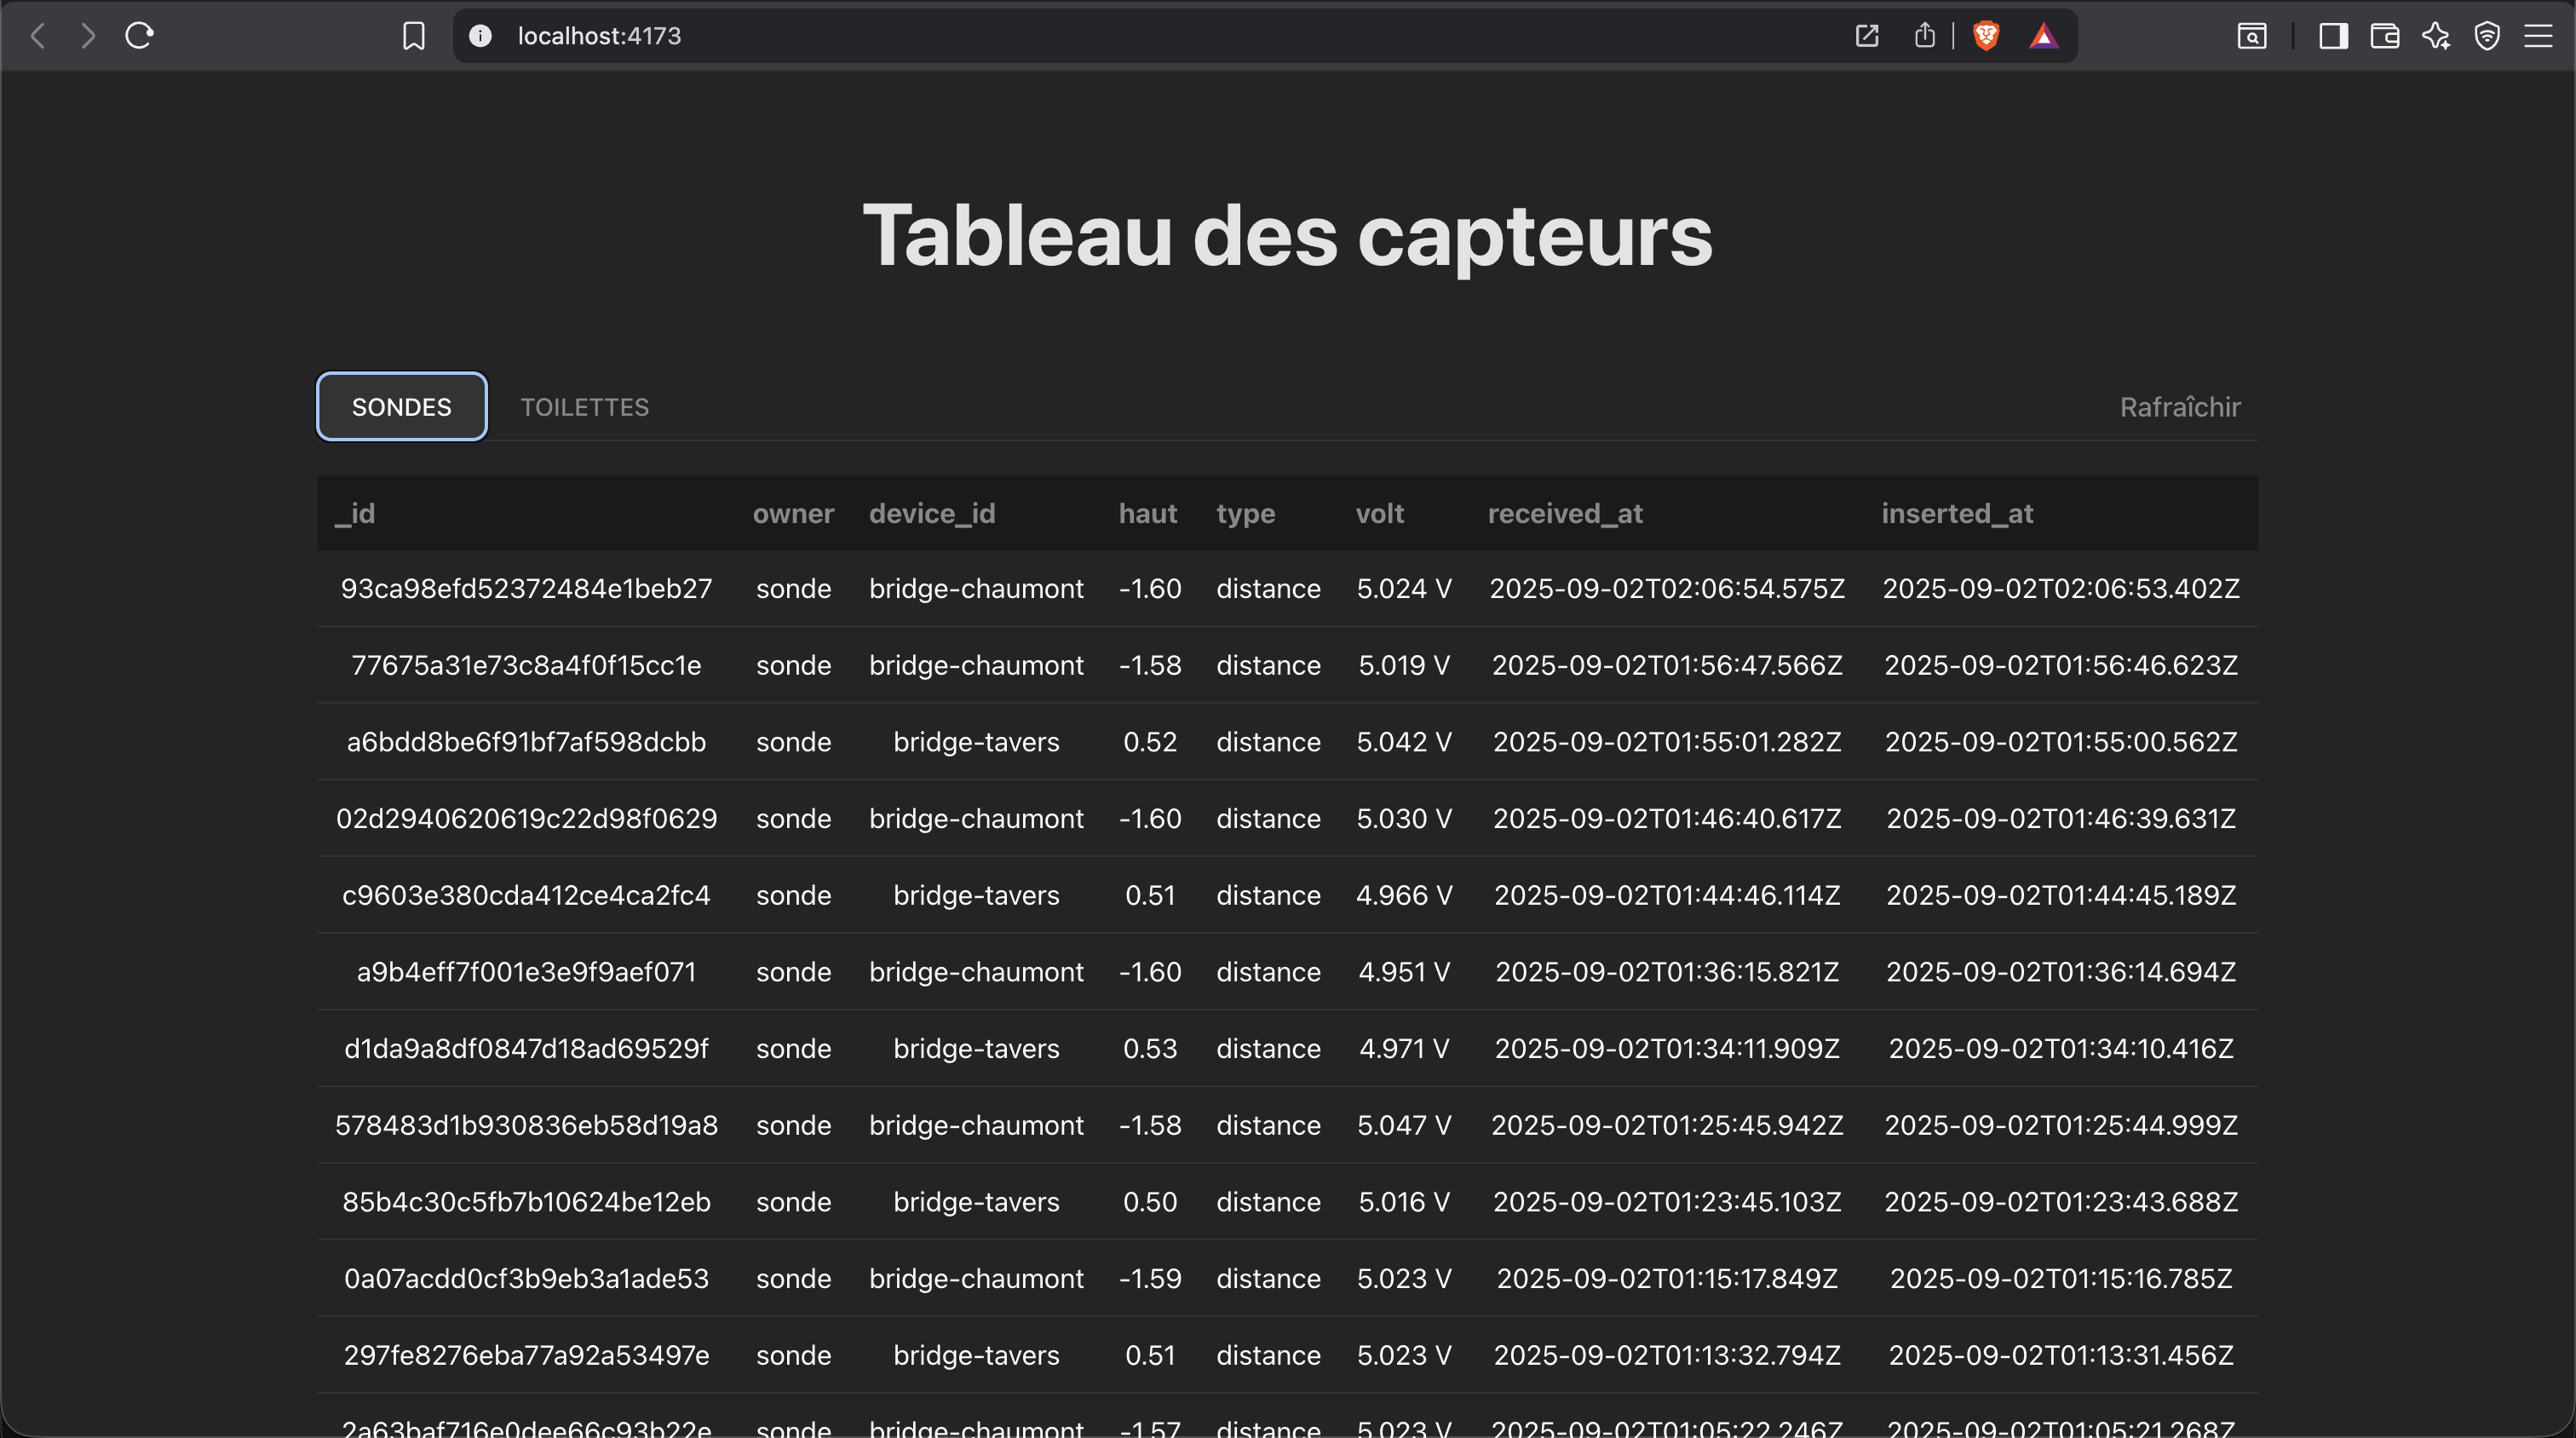 localhost:4173
Tableau des capteurs
SONDES TOILETTES Rafraîchir
_id owner device_id haut type volt received_at inserted_at
93ca98efd52372484e1beb27 sonde bridge-chaumont -1.60 distance 5.024 V 2025-09-02T02:06:54.575Z 2025-09-02T02:06:53.402Z
77675a31e73c8a4f0f15cc1e sonde bridge-chaumont -1.58 distance 5.019 V 2025-09-02T01:56:47.566Z 2025-09-02T01:56:46.623Z
a6bdd8be6f91bf7af598dcbb sonde bridge-tavers 0.52 distance 5.042 V 2025-09-02T01:55:01.282Z 2025-09-02T01:55:00.562Z
02d2940620619c22d98f0629 sonde bridge-chaumont -1.60 distance 5.030 V 2025-09-02T01:46:40.617Z 2025-09-02T01:46:39.631Z
c9603e380cda412ce4ca2fc4 sonde bridge-tavers 0.51 distance 4.966 V 2025-09-02T01:44:46.114Z 2025-09-02T01:44:45.189Z
a9b4eff7f001e3e9f9aef071 sonde bridge-chaumont -1.60 distance 4.951 V 2025-09-02T01:36:15.821Z 2025-09-02T01:36:14.694Z
d1da9a8df0847d18ad69529f sonde bridge-tavers 0.53 distance 4.971 V 2025-09-02T01:34:11.909Z 2025-09-02T01:34:10.416Z
578483d1b930836eb58d19a8 sonde bridge-chaumont -1.58 distance 5.047 V 2025-09-02T01:25:45.942Z 2025-09-02T01:25:44.999Z
85b4c30c5fb7b10624be12eb sonde bridge-tavers 0.50 distance 5.016 V 2025-09-02T01:23:45.103Z 2025-09-02T01:23:43.688Z
0a07acdd0cf3b9eb3a1ade53 sonde bridge-chaumont -1.59 distance 5.023 V 2025-09-02T01:15:17.849Z 2025-09-02T01:15:16.785Z
297fe8276eba77a92a53497e sonde bridge-tavers 0.51 distance 5.023 V 2025-09-02T01:13:32.794Z 2025-09-02T01:13:31.456Z
2a63baf716e0dee66c93b22e sonde bridge-chaumont -1.57 distance 5.023 V 2025-09-02T01:05:22.246Z 2025-09-02T01:05:21.268Z